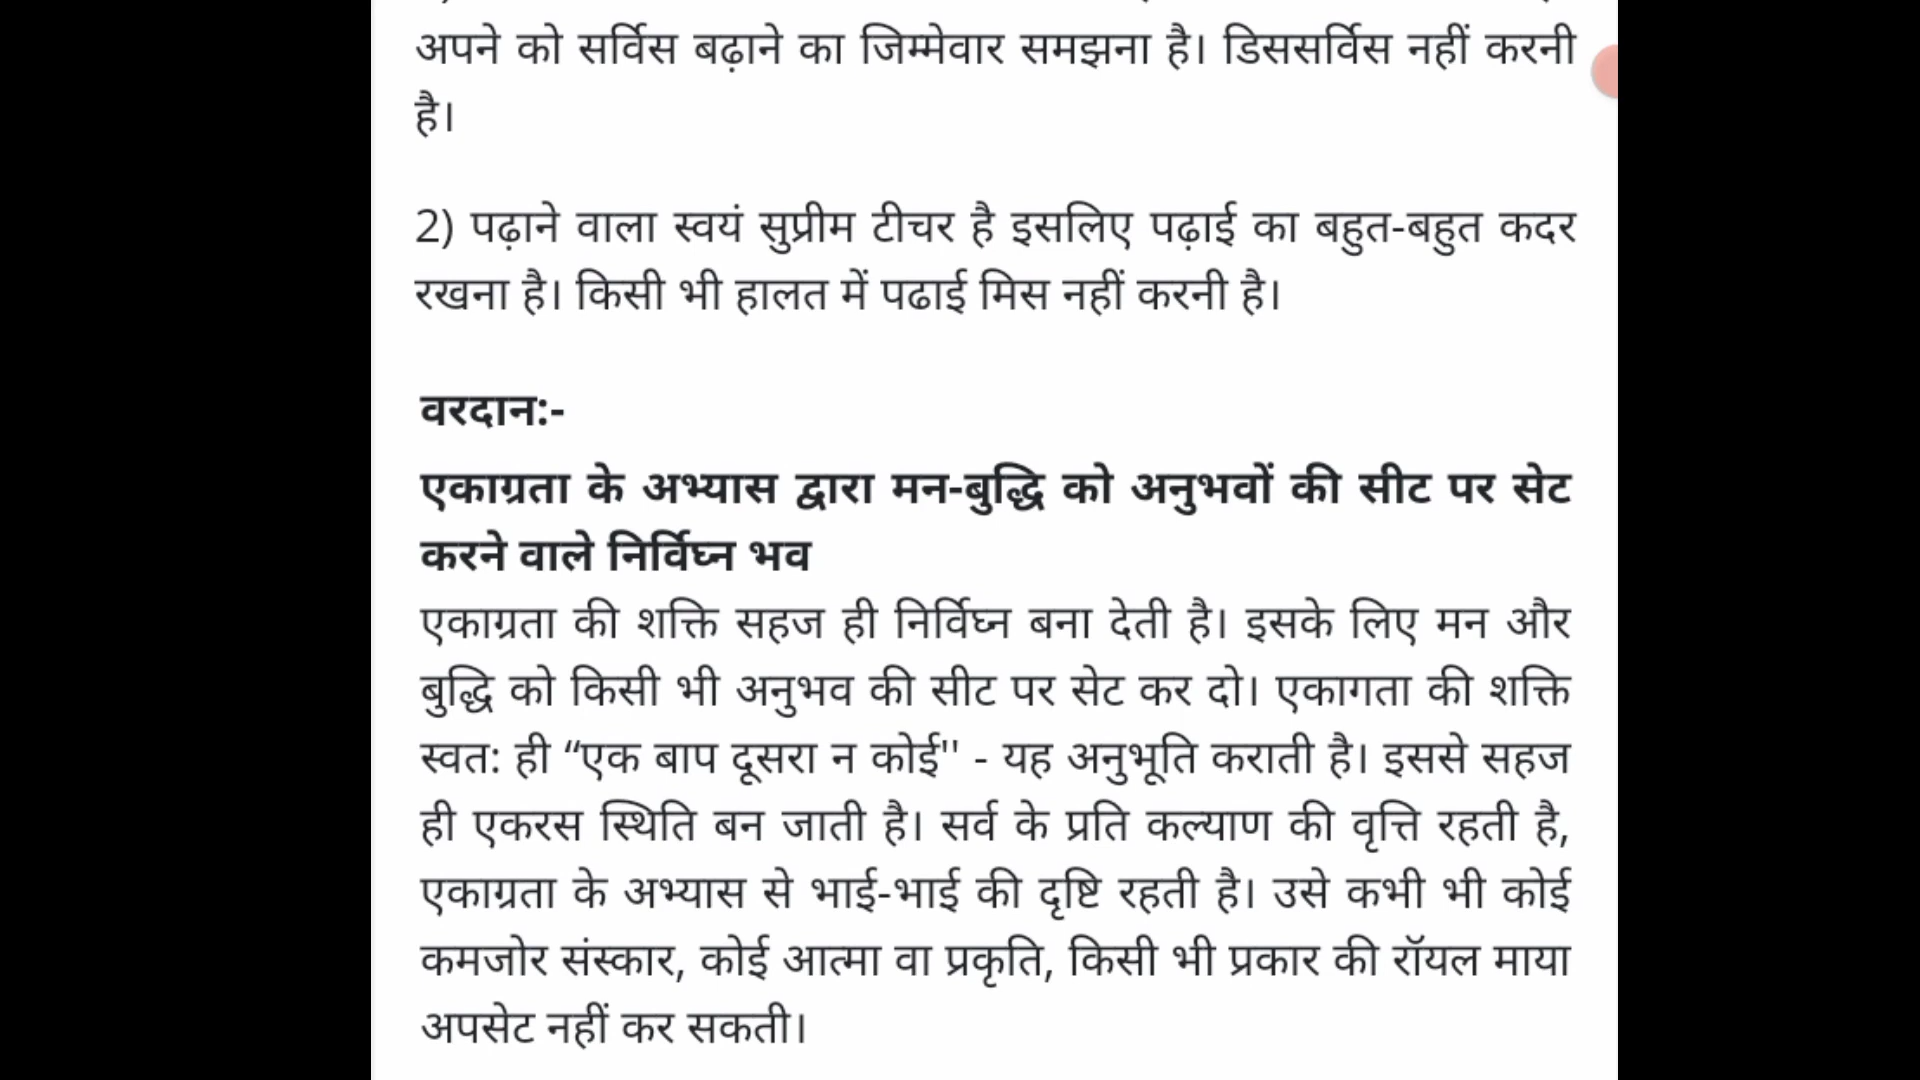 अपने को सर्विस बढ़ाने का जिम्मेवार समझना है। डिससर्विस नहीं करनी
है।
2) पढ़ाने वाला स्वयं सुप्रीम टीचर है इसलिए पढ़ाई का बहुत-बहुत कदर
रखना है। किसी भी हालत में पढाई मिस नहीं करनी है।
वरदान:-
एकाग्रता के अभ्यास द्वारा मन-बुद्धि को अनुभवों की सीट पर सेट
करने वाले निर्विघ्न भव
एकाग्रता की शक्ति सहज ही निर्विघ्न बना देती है। इसके लिए मन और
बुद्धि को किसी भी अनुभव की सीट पर सेट कर दो। एकागता की शक्ति
स्वत: ही “एक बाप दूसरा न कोई'' - यह अनुभूति कराती है। इससे सहज
ही एकरस स्थिति बन जाती है। सर्व के प्रति कल्याण की वृत्ति रहती है,
एकाग्रता के अभ्यास से भाई-भाई की दृष्टि रहती है। उसे कभी भी कोई
कमजोर संस्कार, कोई आत्मा वा प्रकृति, किसी भी प्रकार की रॉयल माया
अपसेट नहीं कर सकती।